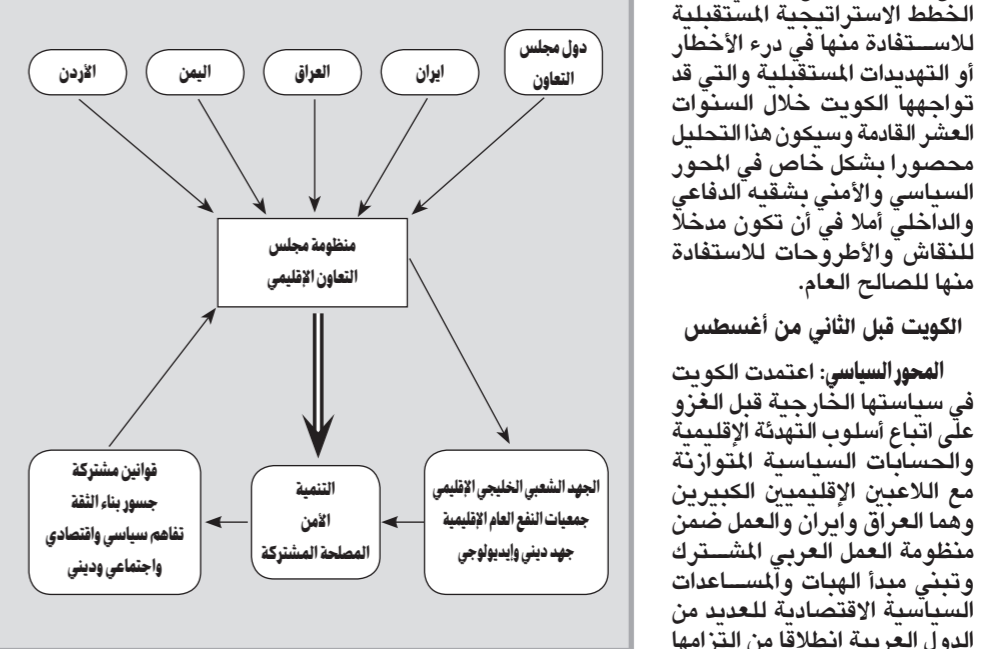 الخطط الاستراتيجية المستقبلية
للاستفادة منها في درء الأخطار
أو التهديدات المستقبلية والتي قد
تواجهها الكويت خلال السنوات
العشر القادمة وسيكون هذا التحليل
محصورا بشكل خاص في المحور
السياسي والأمني بشقيه الدفاعي
والداخلي أملا في أن تكون مدخلا
للنقاش والأطروحات للاستفادة
منها للصالح العام.
الكويت قبل الثاني من أغسطس
المحور السياسي: اعتمدت الكويت
في سياستها الخارجية قبل الغزو
على اتباع أسلوب التهدئة الإقليمية
والحسابات السياسية المتوازنة
مع اللاعبين الإقليميين الكبيرين
وهما العراق وايران والعمل ضمن
منظومة العمل العربي المشترك
وتبني مبدأ الهبات والمساعدات
السياسية الاقتصادية للعديد من
الدول العربية انطلاقا من التزامها
دول مجلس
التعاون
ايران
العراق
اليمن
الأردن
منظومة مجلس
التعاون الإقليمي
الجهد الشعبي الخليجي الإقليمي
جمعيات النفع العام الإقليمية
جهد ديني وإيديولوجي
التنمية
الأمن
المصلحة المشتركة
قوانين مشتركة
جسور بناء الثقة
تفاهم سياسي واقتصادي
واجتماعي وديني